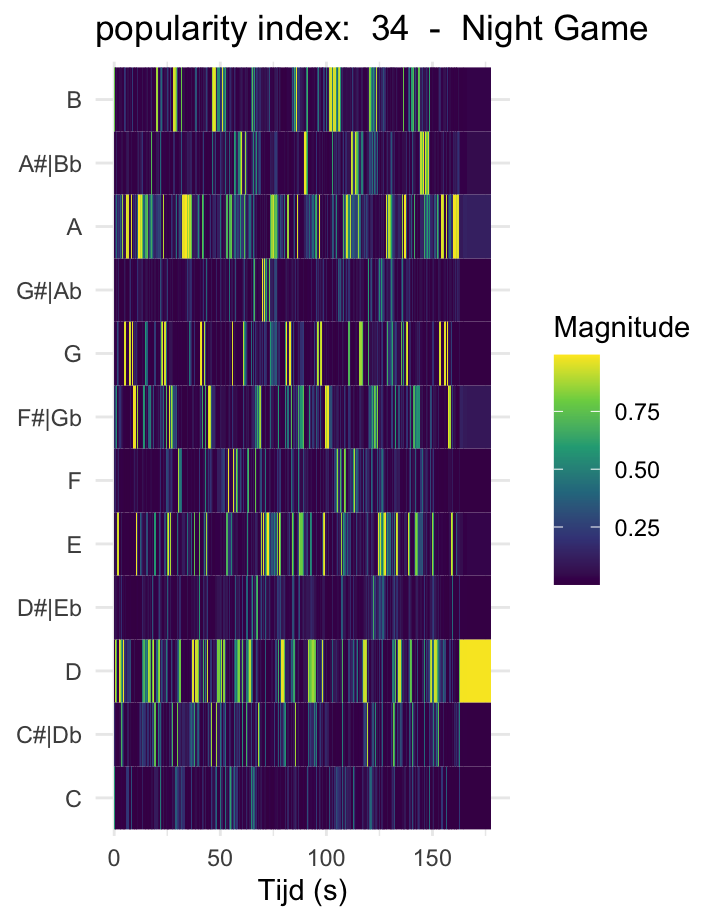 popularity index:  34  -  Night Game
B
A#|Bb
A
G#|Ab
G
F#|Gb
F
E
D#|Eb
D
C#|Db
C
0 50 100 150
Tijd (s)
Magnitude
0.75
0.50
0.25